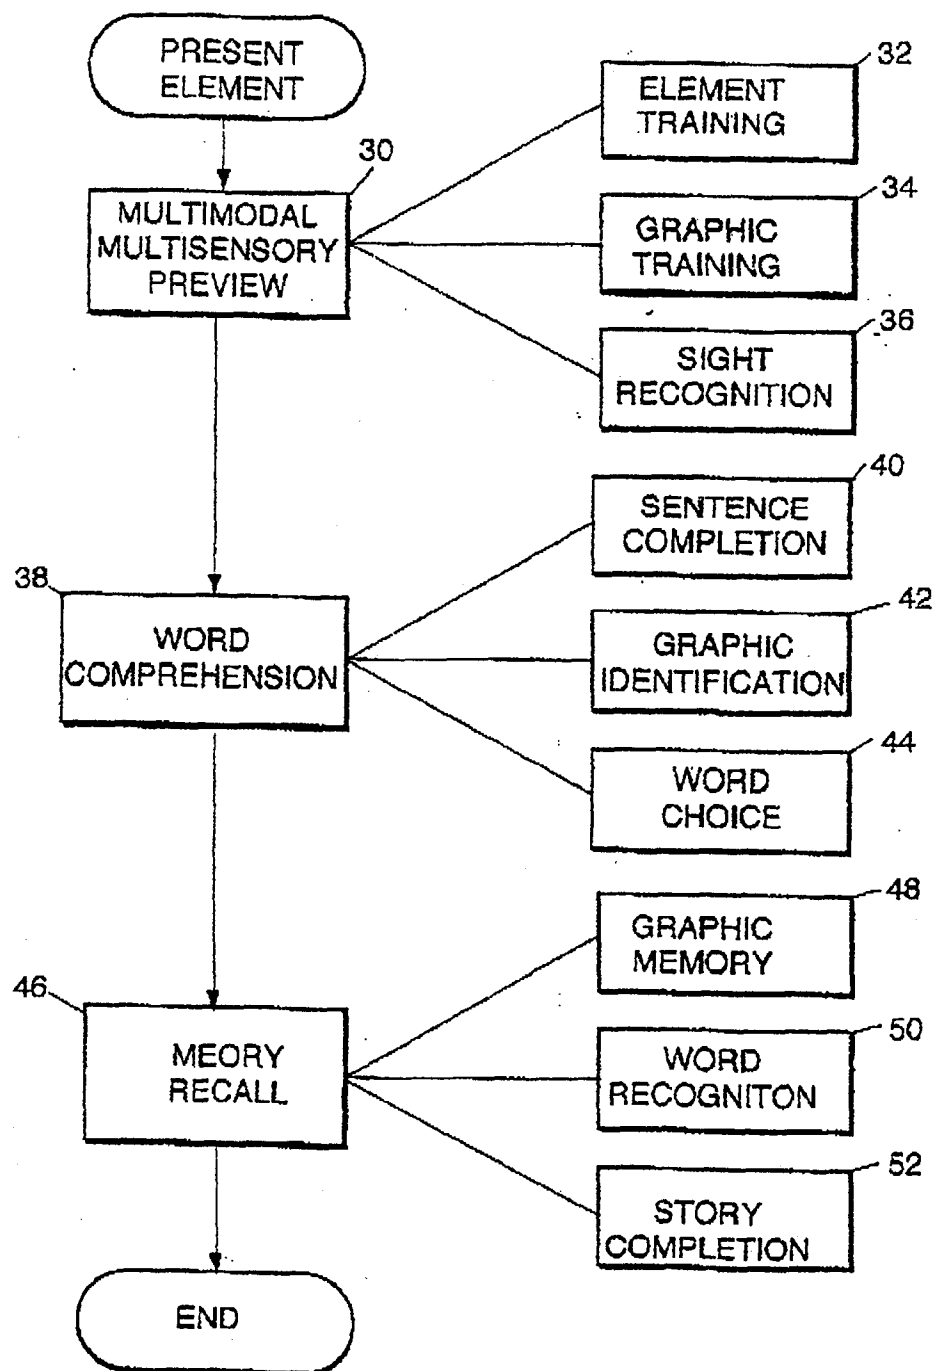 PRESENT
ELEMENT
30
MULTIMODAL
MULTISENSORY
PREVIEW
32
ELEMENT
TRAINING
34
GRAPHIC
TRAINING
36
SIGHT
RECOGNITION
38
WORD
COMPREHENSION
40
SENTENCE
COMPLETION
42
GRAPHIC
IDENTIFICATION
44
WORD
CHOICE
46
MEORY
RECALL
48
GRAPHIC
MEMORY
50
WORD
RECOGNITON
52
STORY
COMPLETION
END